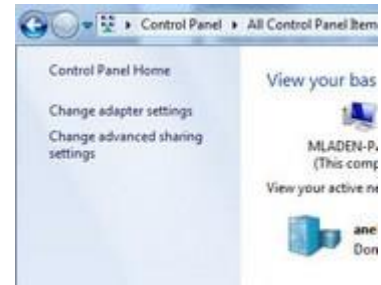 Control Panel ▸ All Control Panel Item
Control Panel Home
View your bas
Change adapter settings
Change advanced sharing
settings
MLADEN-PA
(This comp
View your active ne
ane
Don